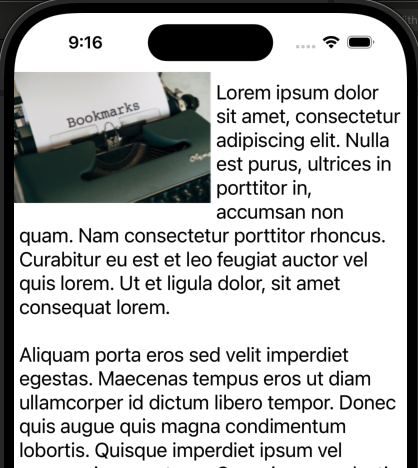 9:16
Bookmarks
Lorem ipsum dolor
sit amet, consectetur
adipiscing elit. Nulla
est purus, ultrices in
porttitor in,
accumsan non
quam. Nam consectetur porttitor rhoncus.
Curabitur eu est et leo feugiat auctor vel
quis lorem. Ut et ligula dolor, sit amet
consequat lorem.
Aliquam porta eros sed velit imperdiet
egestas. Maecenas tempus eros ut diam
ullamcorper id dictum libero tempor. Donec
quis augue quis magna condimentum
lobortis. Quisque imperdiet ipsum vel